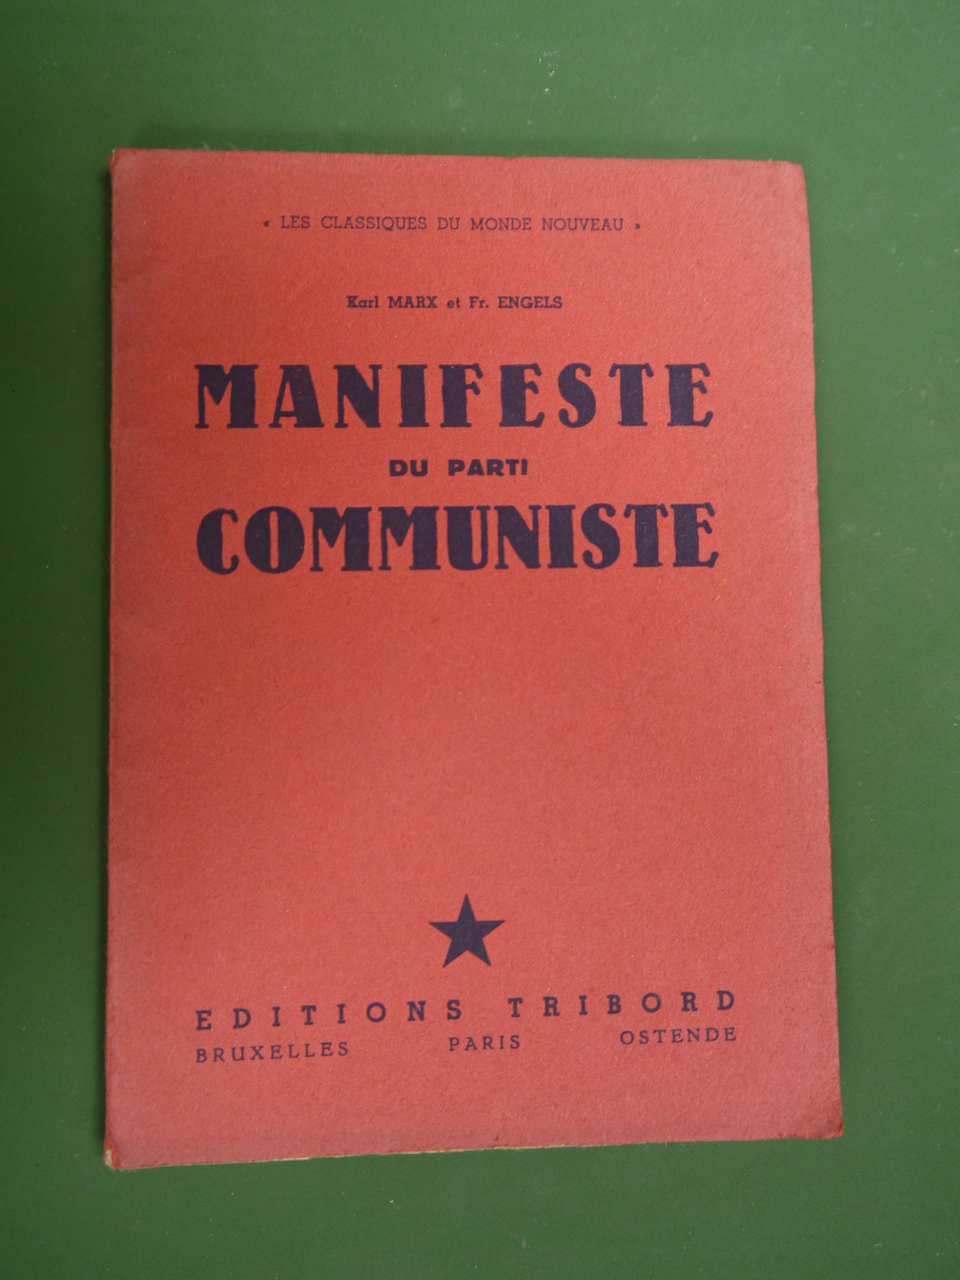 « LES CLASSIQUES DU MONDE NOUVEAU »
Karl MARX et Fr. ENGELS
MANIFESTE
DU PARTI
COMMUNISTE
EDITIONS TRIBORD
BRUXELLES PARIS OSTENDE